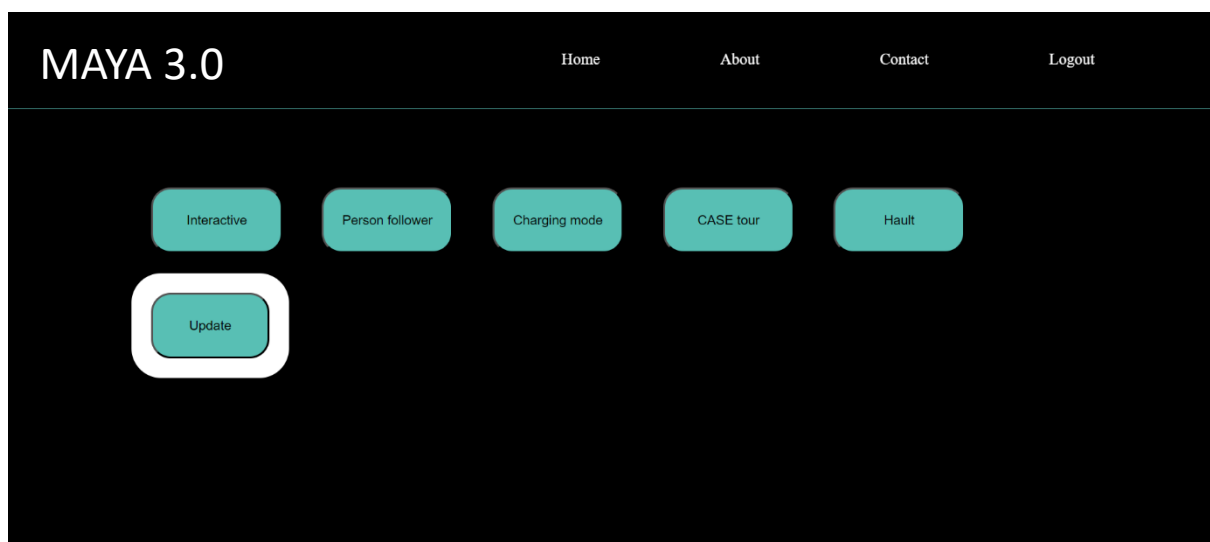 MAYA 3.0
Home About Contact Logout
Interactive Person follower Charging mode CASE tour Hault
Update